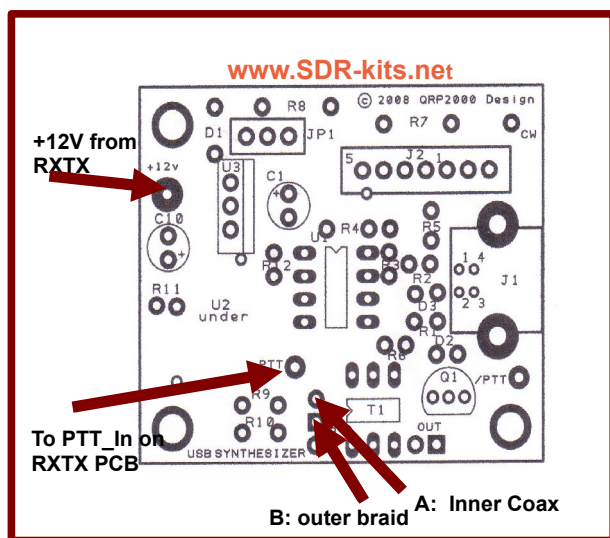 www.SDR-kits.net
© 2008 QRP2000 Design
R8
D1
JP1
R7
CW
+12V from
RXTX
+12v
U3
C1
+
5
J2
1
C10
+
U1
R4
R5
R12
R3
R2
1 4
2 3
J1
D3
R11
U2
under
R1
D2
R6
PTT
Q1
/PTT
R9
T1
R10
OUT
To PTT_In on
RXTX PCB
USB SYNTHESIZER
A: Inner Coax
B: outer braid